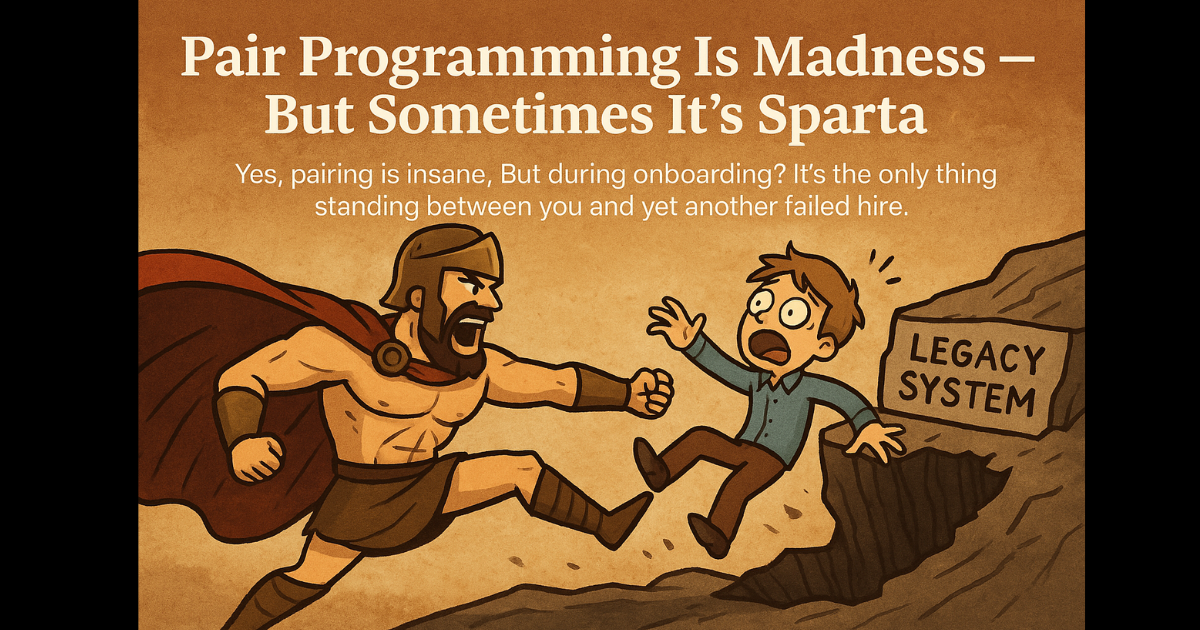 Pair Programming Is Madness –
But Sometimes It’s Sparta
Yes, pairing is insane, But during onboarding? It’s the only thing
standing between you and yet another failed hire.
LEGACY
SYSTEM